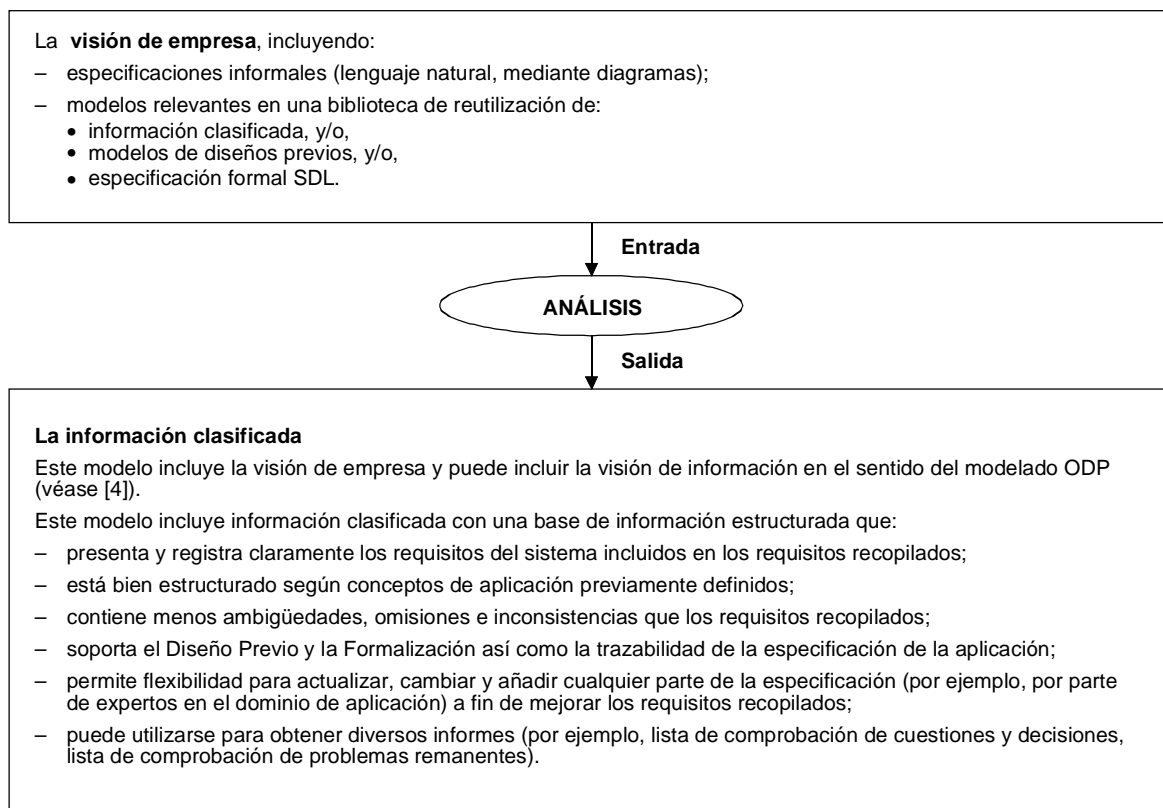 La visión de empresa, incluyendo:
– especificaciones informales (lenguaje natural, mediante diagramas);
– modelos relevantes en una biblioteca de reutilización de:
• información clasificada, y/o,
• modelos de diseños previos, y/o,
• especificación formal SDL.
Entrada
ANÁLISIS
Salida
La información clasificada
Este modelo incluye la visión de empresa y puede incluir la visión de información en el sentido del modelado ODP
(véase [4]).
Este modelo incluye información clasificada con una base de información estructurada que:
– presenta y registra claramente los requisitos del sistema incluidos en los requisitos recopilados;
– está bien estructurado según conceptos de aplicación previamente definidos;
– contiene menos ambigüedades, omisiones e inconsistencias que los requisitos recopilados;
– soporta el Diseño Previo y la Formalización así como la trazabilidad de la especificación de la aplicación;
– permite flexibilidad para actualizar, cambiar y añadir cualquier parte de la especificación (por ejemplo, por parte
de expertos en el dominio de aplicación) a fin de mejorar los requisitos recopilados;
– puede utilizarse para obtener diversos informes (por ejemplo, lista de comprobación de cuestiones y decisiones,
lista de comprobación de problemas remanentes).